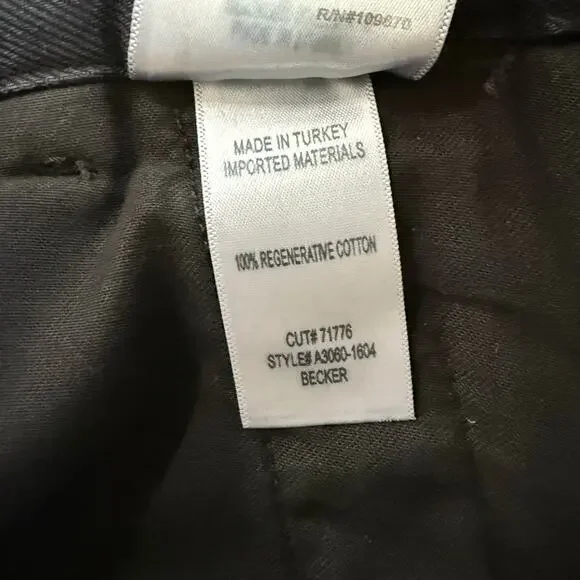 R/N#109870
MADE IN TURKEY
IMPORTED MATERIALS
100% REGENERATIVE COTTON
CUT# 71776
STYLE# A3060-1604
BECKER